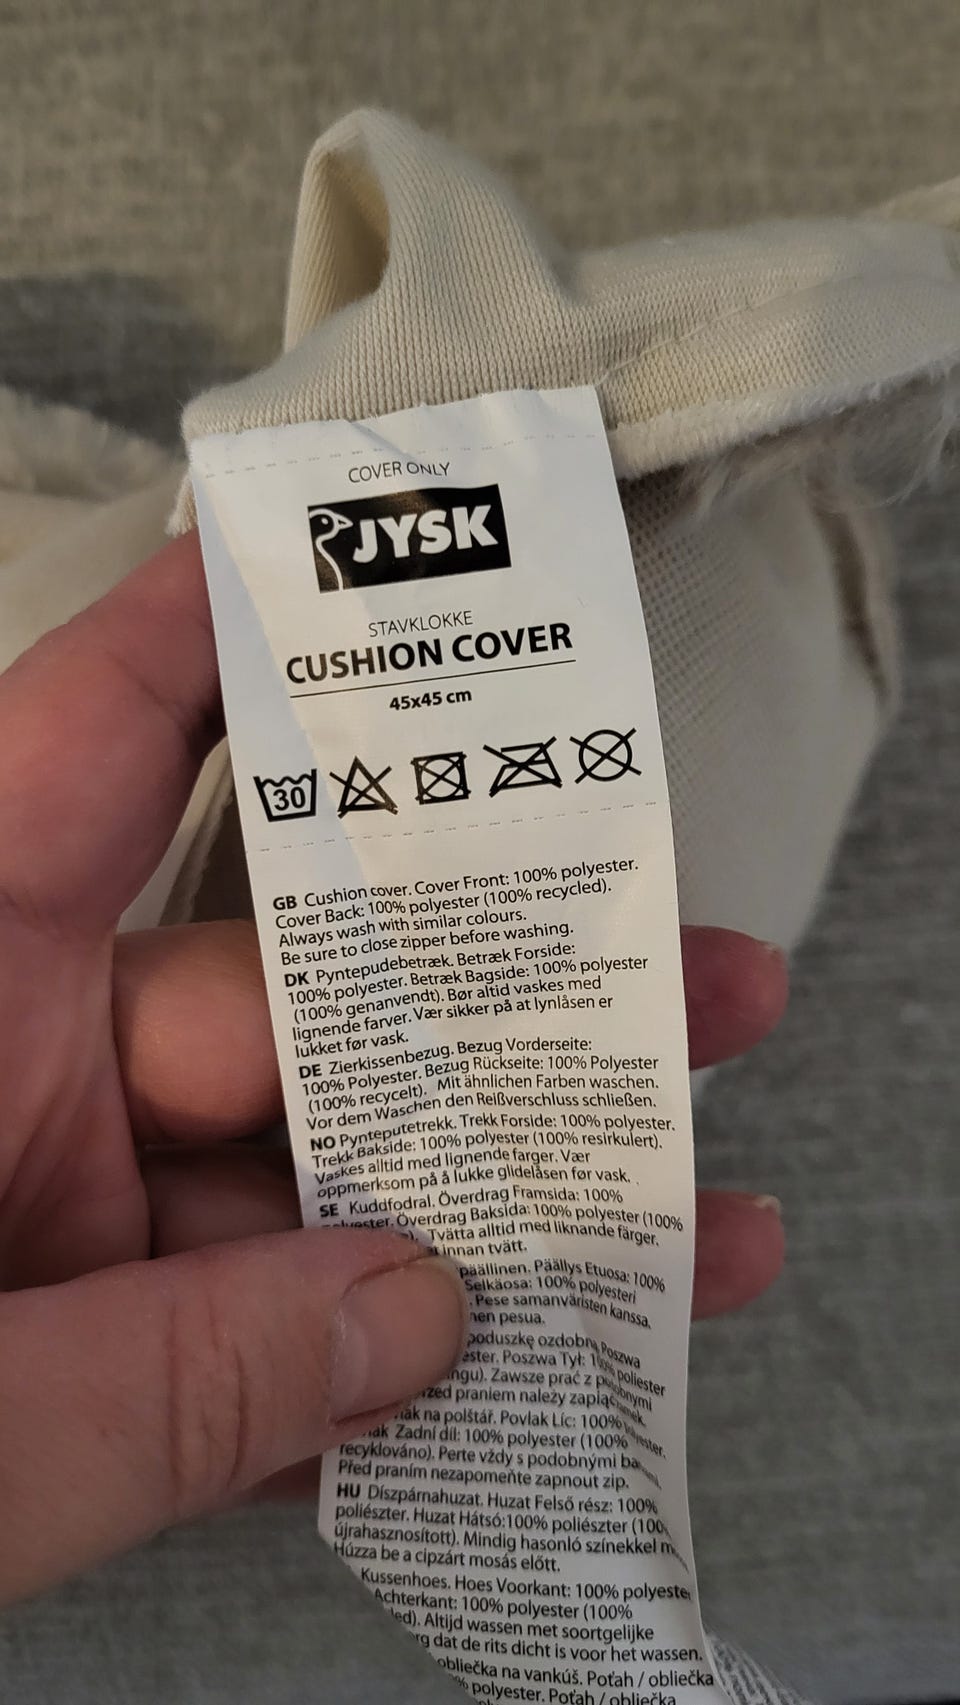 COVER ONLY
JYSK
STAVKLOKKE
CUSHION COVER
45x45 cm
30
GB Cushion cover. Cover Front: 100% polyester.
Cover Back: 100% polyester (100% recycled).
Always wash with similar colours.
Be sure to close zipper before washing.
DK Pyntepudebetræk. Betræk Forside:
100% polyester. Betræk Bagside: 100% polyester
(100% genanvendt). Bør altid vaskes med
lignende farver. Vær sikker på at lynlåsen er
lukket før vask.
DE Zierkissenbezug. Bezug Vorderseite:
100% Polyester. Bezug Rückseite: 100% Polyester
(100% recycelt). Mit ähnlichen Farben waschen.
Vor dem Waschen den Reißverschluss schließen.
NO Pynteputetrekk. Trekk Forside: 100% polyester.
Trekk Bakside: 100% polyester (100% resirkulert).
Vaskes alltid med lignende farger. Vær
oppmerksom på å lukke glidelåsen før vask.
SE Kuddfodral. Överdrag Framsida: 100%
Överdrag Baksida: 100% polyester (100%
Tvätta alltid med liknande färger.
innan tvätt.
päällinen. Päällys Etuosa: 100%
Selkäosa: 100% polyesteri
Pese samanväristen kanssa.
pesua.
poduszkę ozdobną Poszwa
Poszwa Tył: 100% poliester
Zawsze prać z podobnymi
praniem należy zapiąć zamek.
na polštář. Povlak Líc: 100% polyester.
Zadní díl: 100% polyester (100%
recyklováno). Perte vždy s podobnými
Před praním nezapomeňte zapnout zip.
HU Díszpárnahuzat. Huzat Felső rész: 100%
poliészter. Huzat Hátsó:100% poliészter (100%
újrahasznosított). Mindig hasonló színekkel
Húzza be a cipzárt mosás előtt.
Kussenhoes. Hoes Voorkant: 100% polyester
Achterkant: 100% polyester (100%
Altijd wassen met soortgelijke
dat de rits dicht is voor het wassen.
obliečka na vankúš. Poťah / obliečka
% polyester. Poťah / obliečka